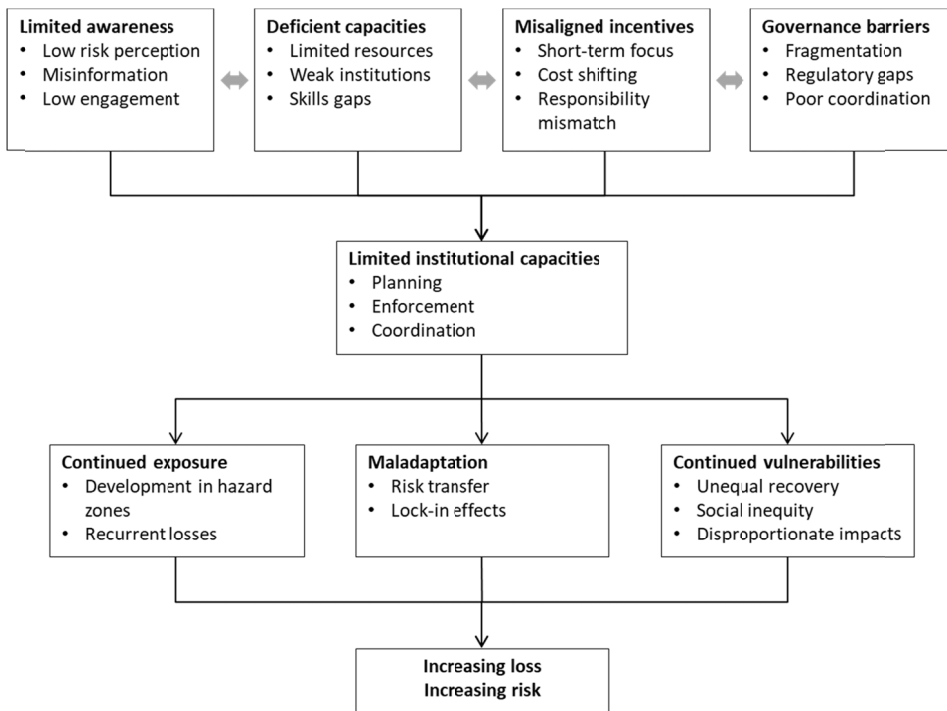 Limited awareness
• Low risk perception
• Misinformation
• Low engagement
Deficient capacities
• Limited resources
• Weak institutions
• Skills gaps
Misaligned incentives
• Short-term focus
• Cost shifting
• Responsibility
mismatch
Governance barriers
• Fragmentation
• Regulatory gaps
• Poor coordination
Limited institutional capacities
• Planning
• Enforcement
• Coordination
Continued exposure
• Development in hazard
zones
• Recurrent losses
Maladaptation
• Risk transfer
• Lock-in effects
Continued vulnerabilities
• Unequal recovery
• Social inequity
• Disproportionate impacts
Increasing loss
Increasing risk